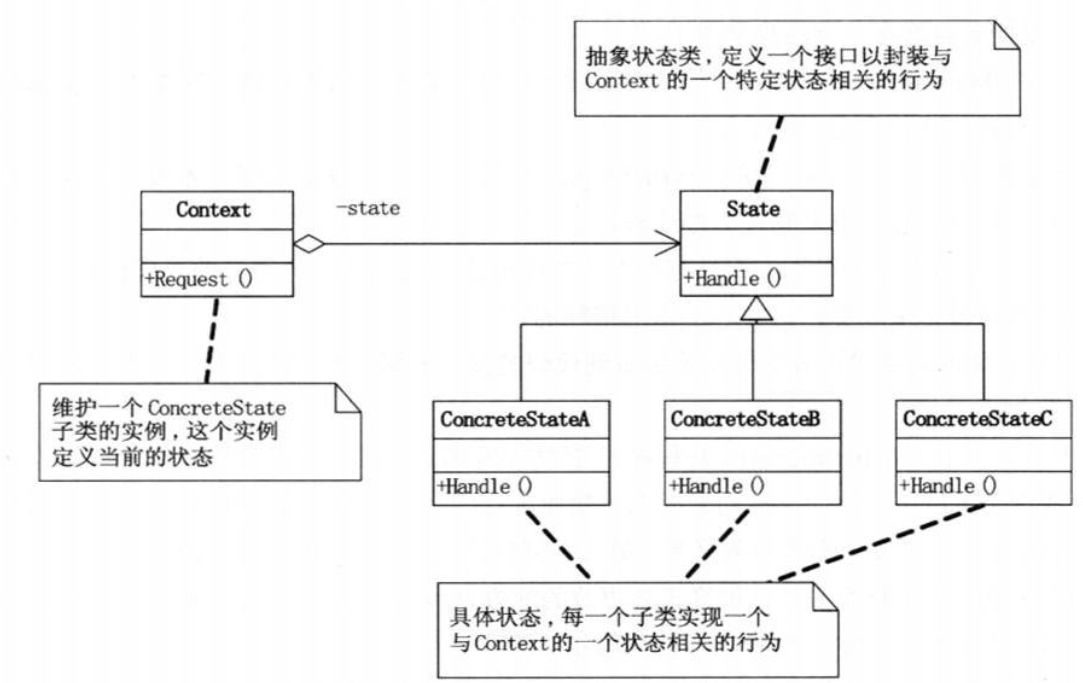 抽象状态类,定义一个接口以封装与
Context 的一个特定状态相关的行为
Context
-state
State
+Request()
+Handle()
维护一个 ConcreteState
子类的实例,这个实例
定义当前的状态
ConcreteStateA
ConcreteStateB
ConcreteStateC
+Handle()
+Handle()
+Handle()
具体状态,每一个子类实现一个
与Context的一个状态相关的行为